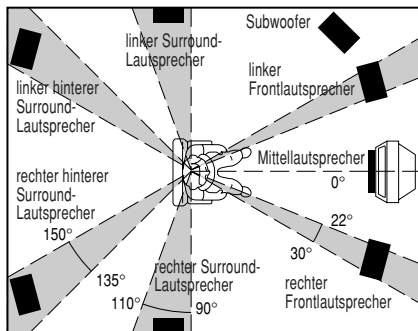 Subwoofer
linker Surround-
Lautsprecher
linker
Frontlautsprecher
linker hinterer
Surround-
Lautsprecher
Mittellautsprecher
0°
rechter hinterer
Surround-
Lautsprecher
150°
135°
110°
90°
22°
30°
rechter Surround-
Lautsprecher
rechter
Frontlautsprecher